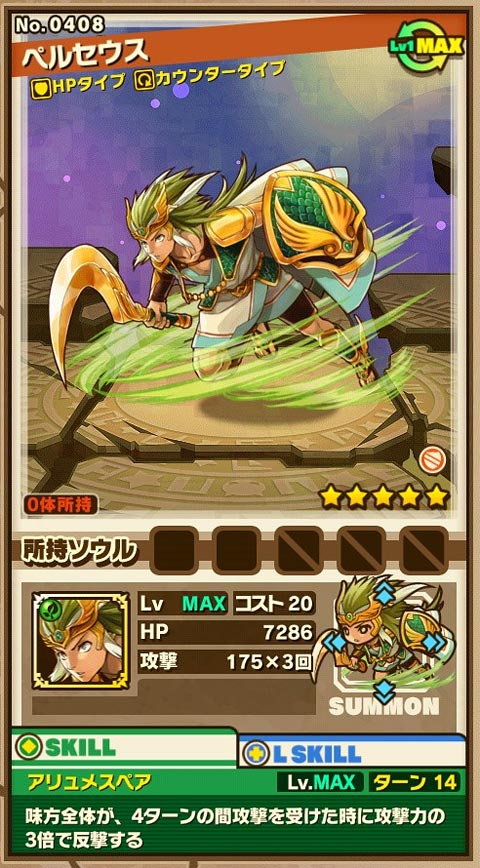 No.0408
ペルセウス
Lv1 MAX
HPタイプ カウンタータイプ
0体所持
所持ソウル
Lv MAX コスト20
HP 7286
攻撃 175×3回
SUMMON
SKILL
L SKILL
アリュメスペア Lv.MAX ターン 14
味方全体が、4ターンの間攻撃を受けた時に攻撃力の
3倍で反撃する